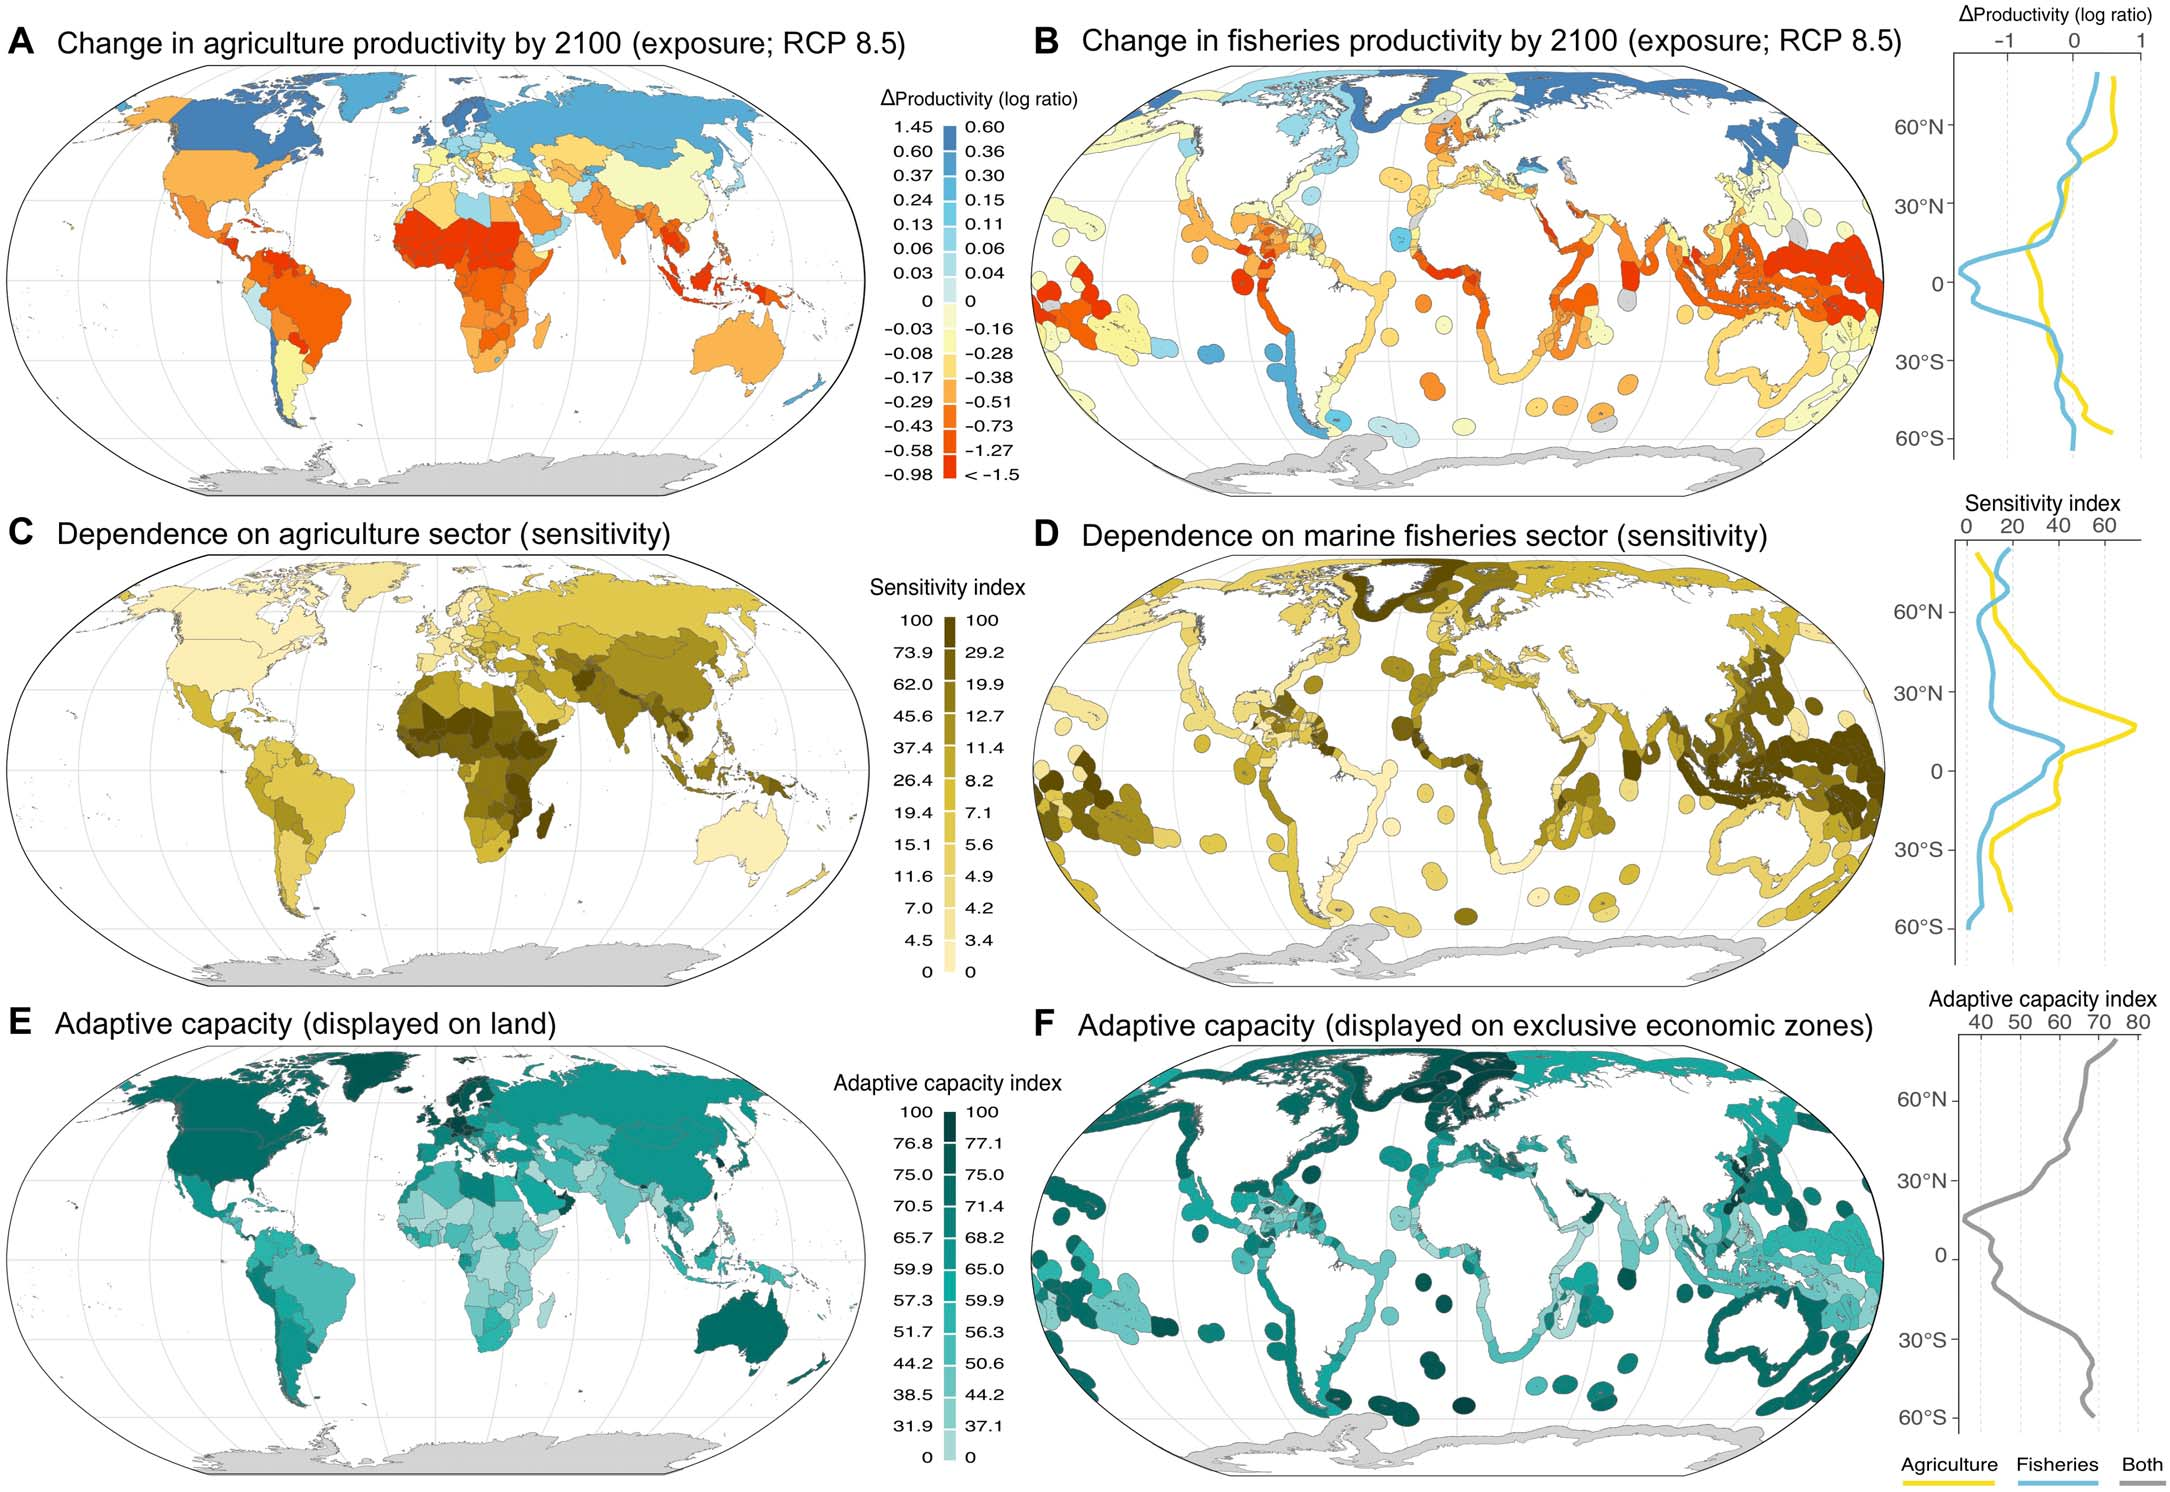 A Change in agriculture productivity by 2100 (exposure; RCP 8.5)
ΔProductivity (log ratio)
1.45 0.60
0.60 0.36
0.37 0.30
0.24 0.15
0.13 0.11
0.06 0.06
0.03 0.04
0 0
−0.03 −0.16
−0.08 −0.28
−0.17 −0.38
−0.29 −0.51
−0.43 −0.73
−0.58 −1.27
−0.98 < −1.5
B Change in fisheries productivity by 2100 (exposure; RCP 8.5)
ΔProductivity (log ratio)
−1 0 1
60°N
30°N
0
30°S
60°S
C Dependence on agriculture sector (sensitivity)
Sensitivity index
100 100
73.9 29.2
62.0 19.9
45.6 12.7
37.4 11.4
26.4 8.2
19.4 7.1
15.1 5.6
11.6 4.9
7.0 4.2
4.5 3.4
0 0
D Dependence on marine fisheries sector (sensitivity)
Sensitivity index
0 20 40 60
60°N
30°N
0
30°S
60°S
E Adaptive capacity (displayed on land)
Adaptive capacity index
100 100
76.8 77.1
75.0 75.0
70.5 71.4
65.7 68.2
59.9 65.0
57.3 59.9
51.7 56.3
44.2 50.6
38.5 44.2
31.9 37.1
0 0
F Adaptive capacity (displayed on exclusive economic zones)
Adaptive capacity index
40 50 60 70 80
60°N
30°N
0
30°S
60°S
Agriculture Fisheries Both